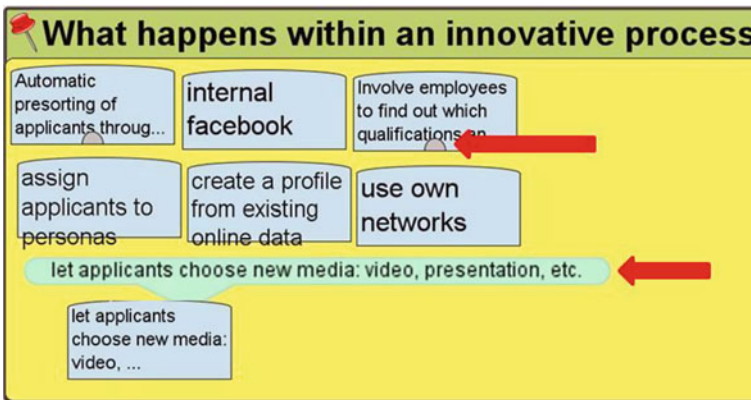 What happens within an innovative process
Automatic
presorting of
applicants throug...
internal
facebook
Involve employees
to find out which
qualifications an
assign
applicants to
personas
create a profile
from existing
online data
use own
networks
let applicants choose new media: video, presentation, etc.
let applicants
choose new media:
video, ...